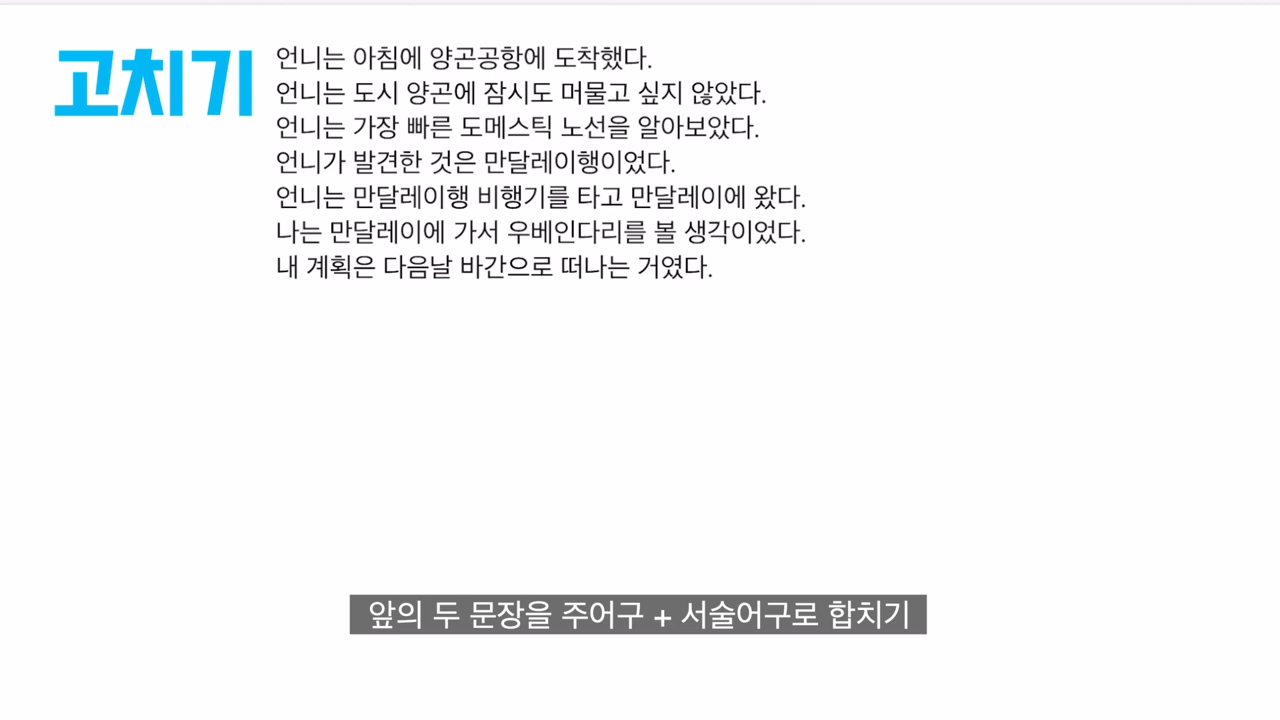 고치기
언니는 아침에 양곤공항에 도착했다.
언니는 도시 양곤에 잠시도 머물고 싶지 않았다.
언니는 가장 빠른 도메스틱 노선을 알아보았다.
언니가 발견한 것은 만달레이행이었다.
언니는 만달레이행 비행기를 타고 만달레이에 왔다.
나는 만달레이에 가서 우베인다리를 볼 생각이었다.
내 계획은 다음날 바간으로 떠나는 거였다.
앞의 두 문장을 주어구 + 서술어구로 합치기